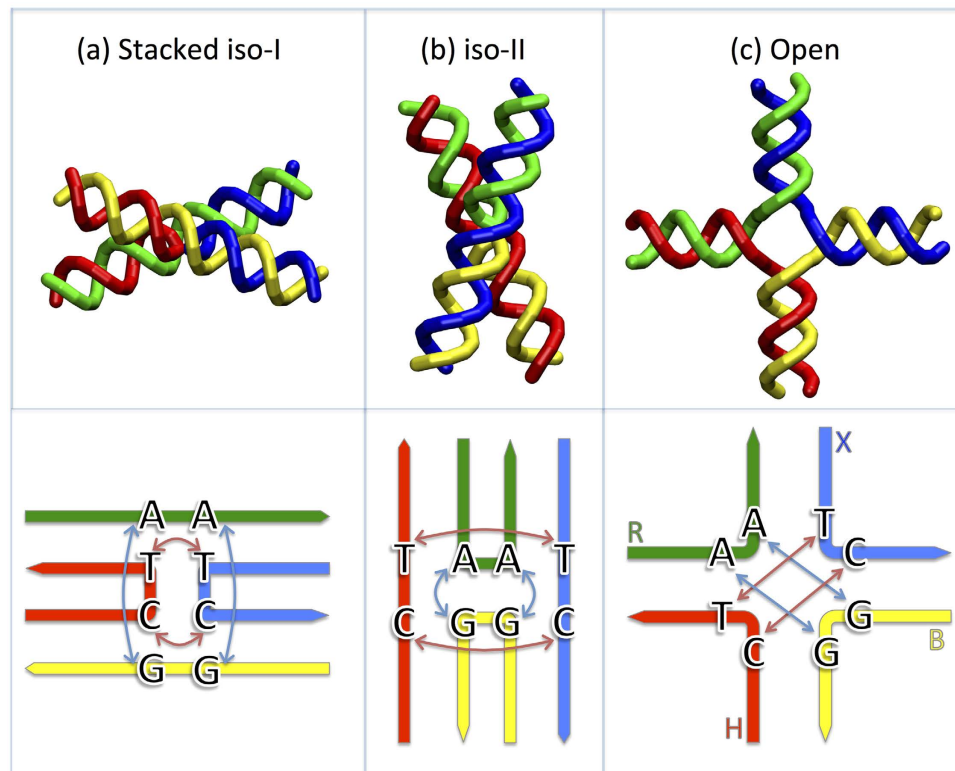 (a) Stacked iso-I
(b) iso-II
(c) Open
A A
T T
C C
G G
T A A T
C G G C
X
R
A T
A C
T G
C G
B
H